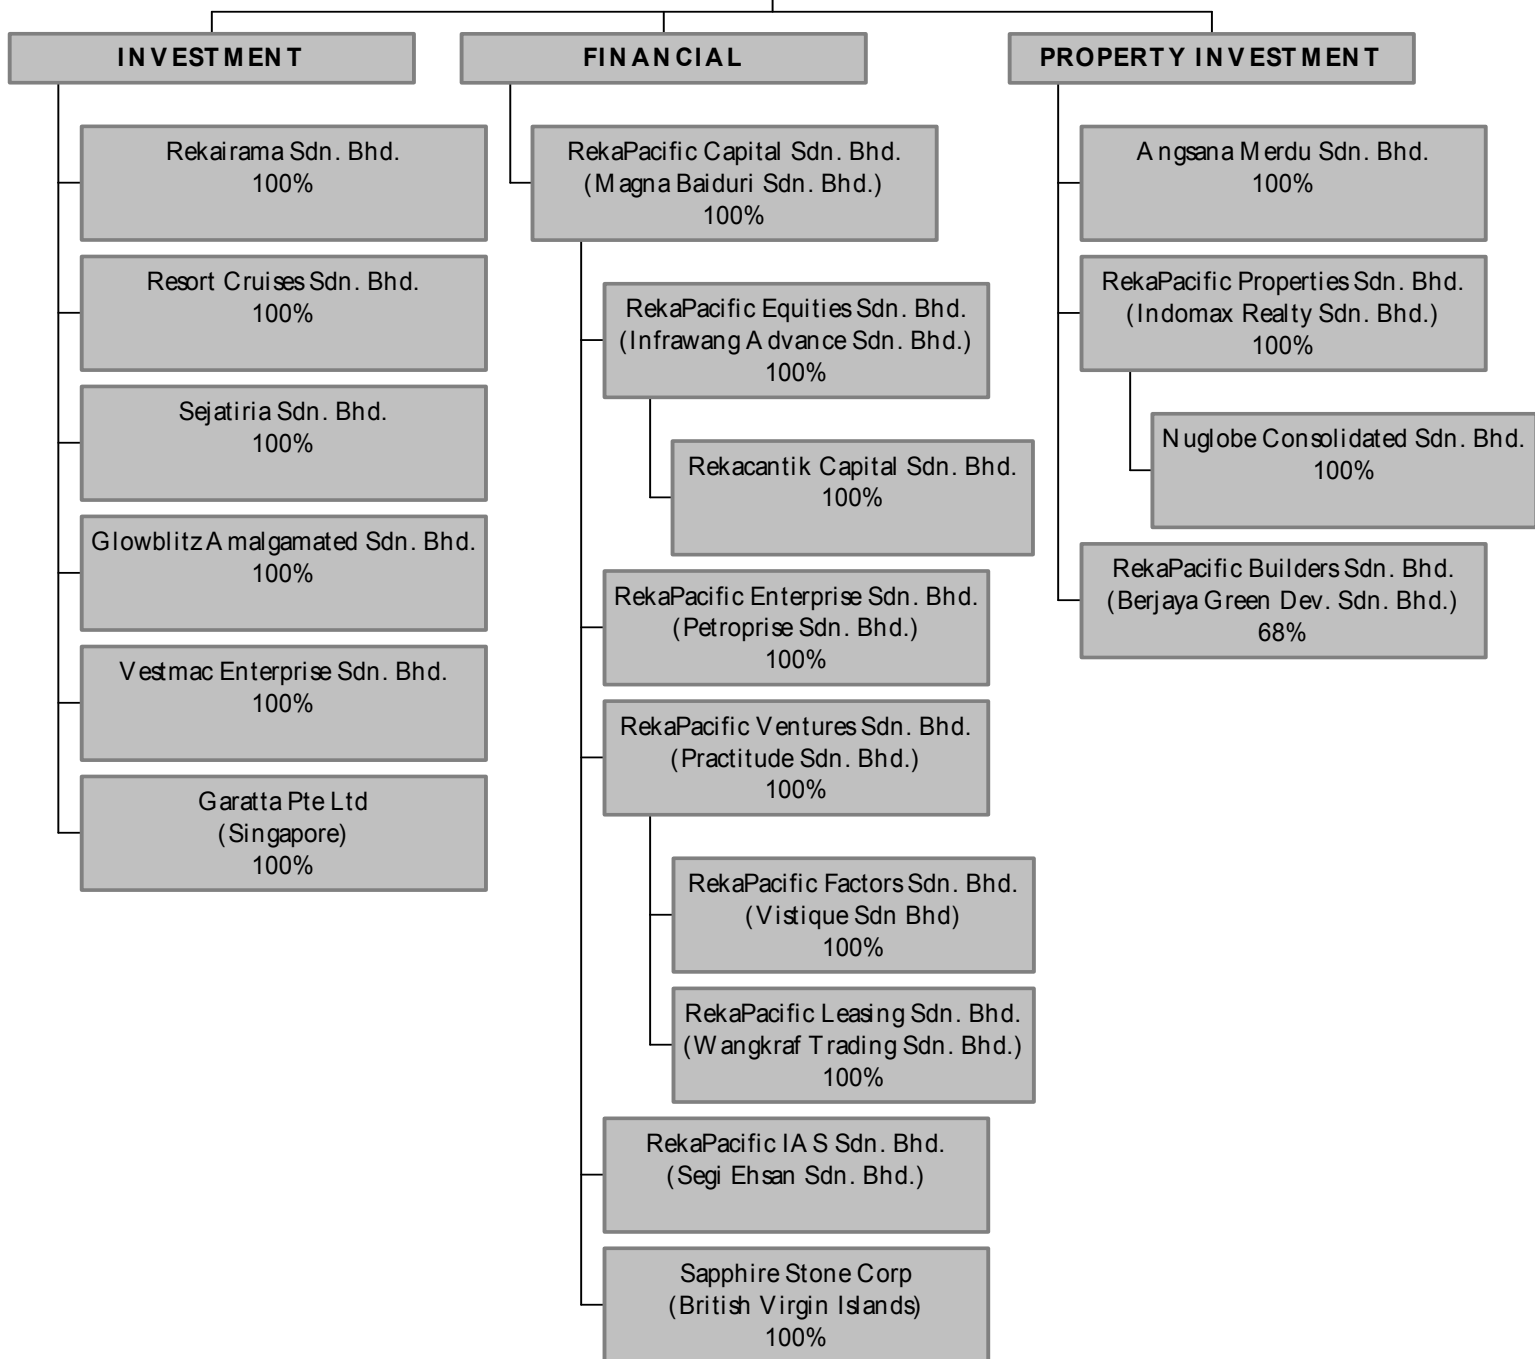 INVESTMENT
Rekairama Sdn. Bhd.
100%
Resort Cruises Sdn. Bhd.
100%
Sejatiria Sdn. Bhd.
100%
Glowblitz Amalgamated Sdn. Bhd.
100%
Vestmac Enterprise Sdn. Bhd.
100%
Garatta Pte Ltd
(Singapore)
100%
FINANCIAL
RekaPacific Capital Sdn. Bhd.
(Magna Baiduri Sdn. Bhd.)
100%
RekaPacific Equities Sdn. Bhd.
(Infrawang Advance Sdn. Bhd.)
100%
Rekacantik Capital Sdn. Bhd.
100%
RekaPacific Enterprise Sdn. Bhd.
(Petroprise Sdn. Bhd.)
100%
RekaPacific Ventures Sdn. Bhd.
(Practitude Sdn. Bhd.)
100%
RekaPacific Factors Sdn. Bhd.
(Vistique Sdn Bhd)
100%
RekaPacific Leasing Sdn. Bhd.
(Wangkraf Trading Sdn. Bhd.)
100%
RekaPacific IAS Sdn. Bhd.
(Segi Ehsan Sdn. Bhd.)
Sapphire Stone Corp
(British Virgin Islands)
100%
PROPERTY INVESTMENT
Angsana Merdu Sdn. Bhd.
100%
RekaPacific Properties Sdn. Bhd.
(Indomax Realty Sdn. Bhd.)
100%
Nuglobe Consolidated Sdn. Bhd.
100%
RekaPacific Builders Sdn. Bhd.
(Berjaya Green Dev. Sdn. Bhd.)
68%